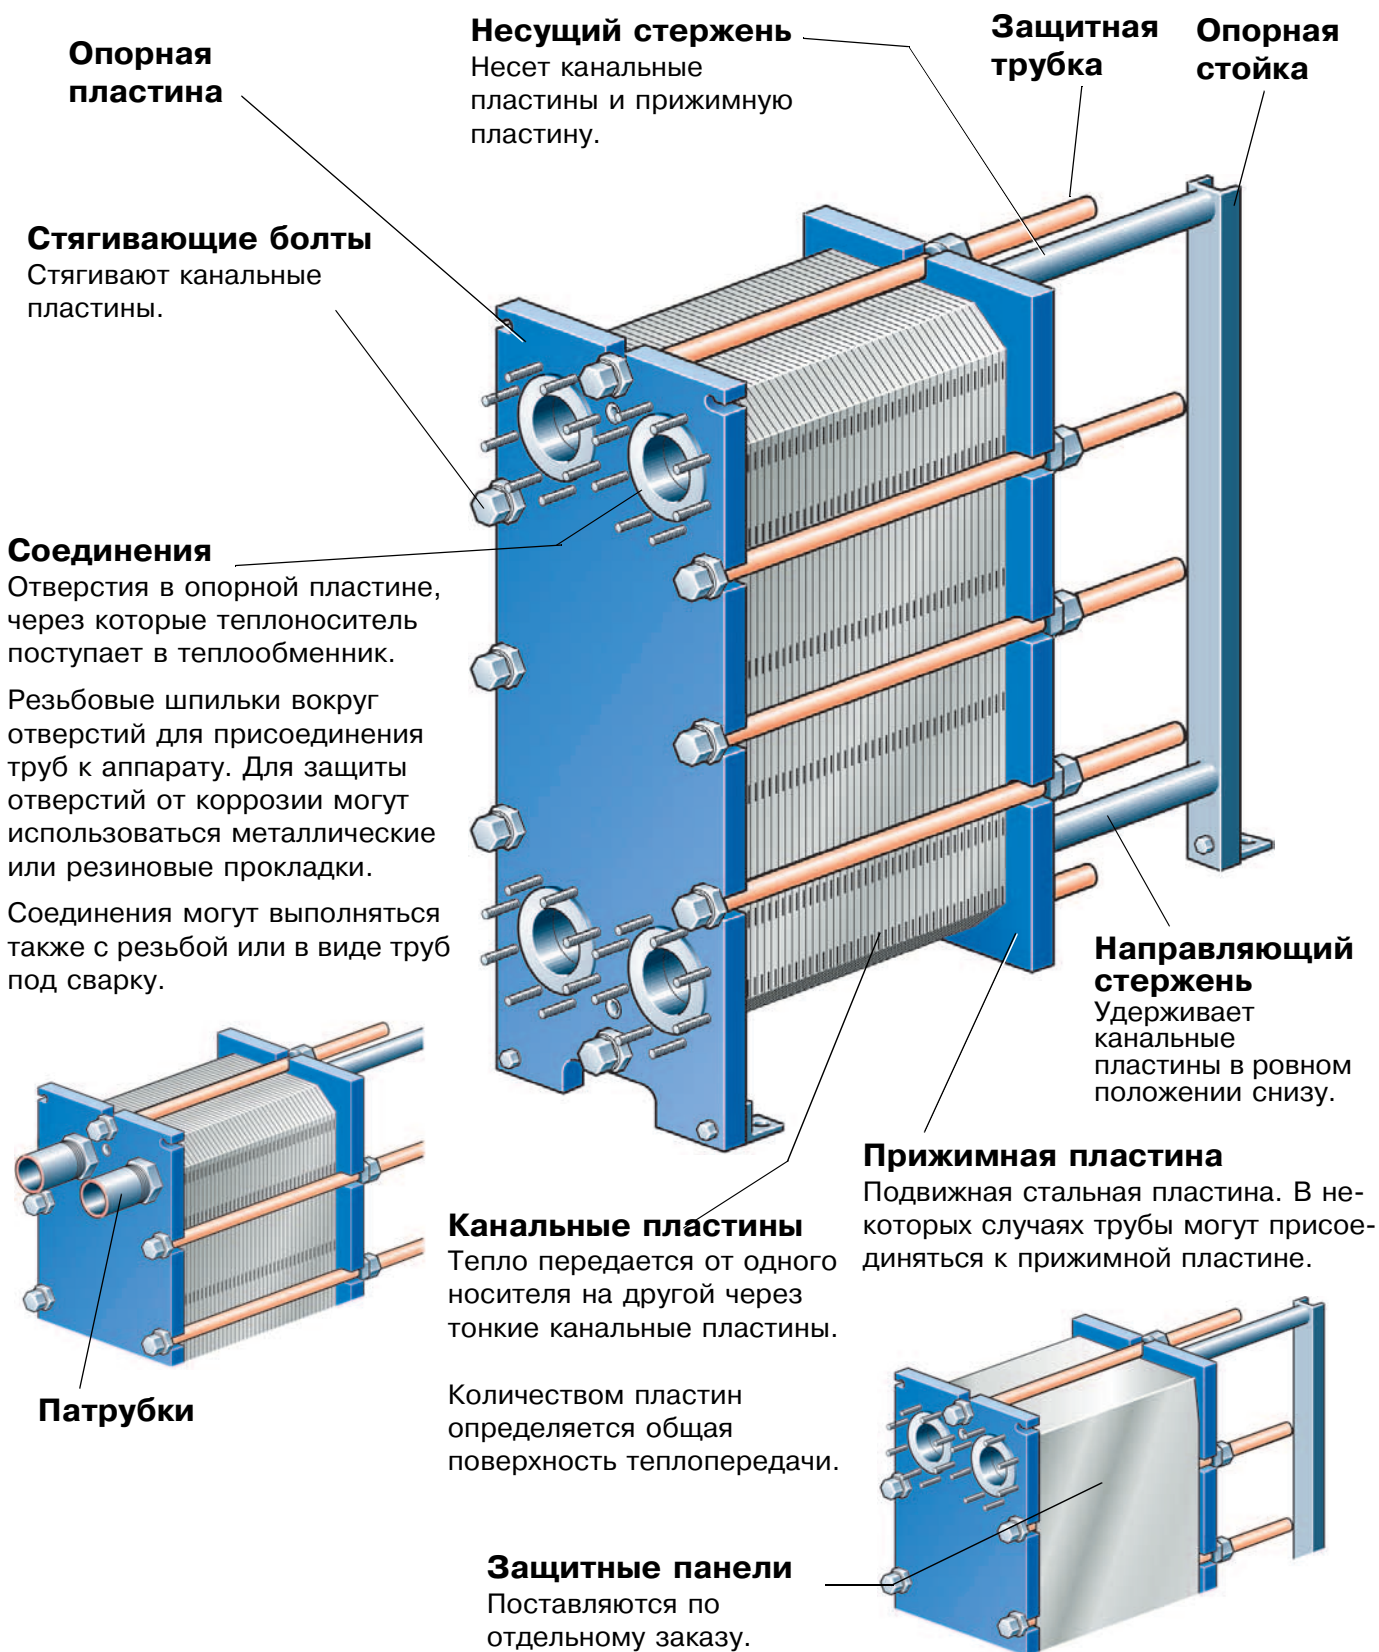 Опорная
пластина
Несущий стержень
Несет канальные
пластины и прижимную
пластину.
Защитная
трубка
Опорная
стойка
Стягивающие болты
Стягивают канальные
пластины.
Соединения
Отверстия в опорной пластине,
через которые теплоноситель
поступает в теплообменник.
Резьбовые шпильки вокруг
отверстий для присоединения
труб к аппарату. Для защиты
отверстий от коррозии могут
использоваться металлические
или резиновые прокладки.
Соединения могут выполняться
также с резьбой или в виде труб
под сварку.
Направляющий
стержень
Удерживает
канальные
пластины в ровном
положении снизу.
Прижимная пластина
Подвижная стальная пластина. В не-
которых случаях трубы могут присое-
диняться к прижимной пластине.
Канальные пластины
Тепло передается от одного
носителя на другой через
тонкие канальные пластины.
Количеством пластин
определяется общая
поверхность теплопередачи.
Патрубки
Защитные панели
Поставляются по
отдельному заказу.